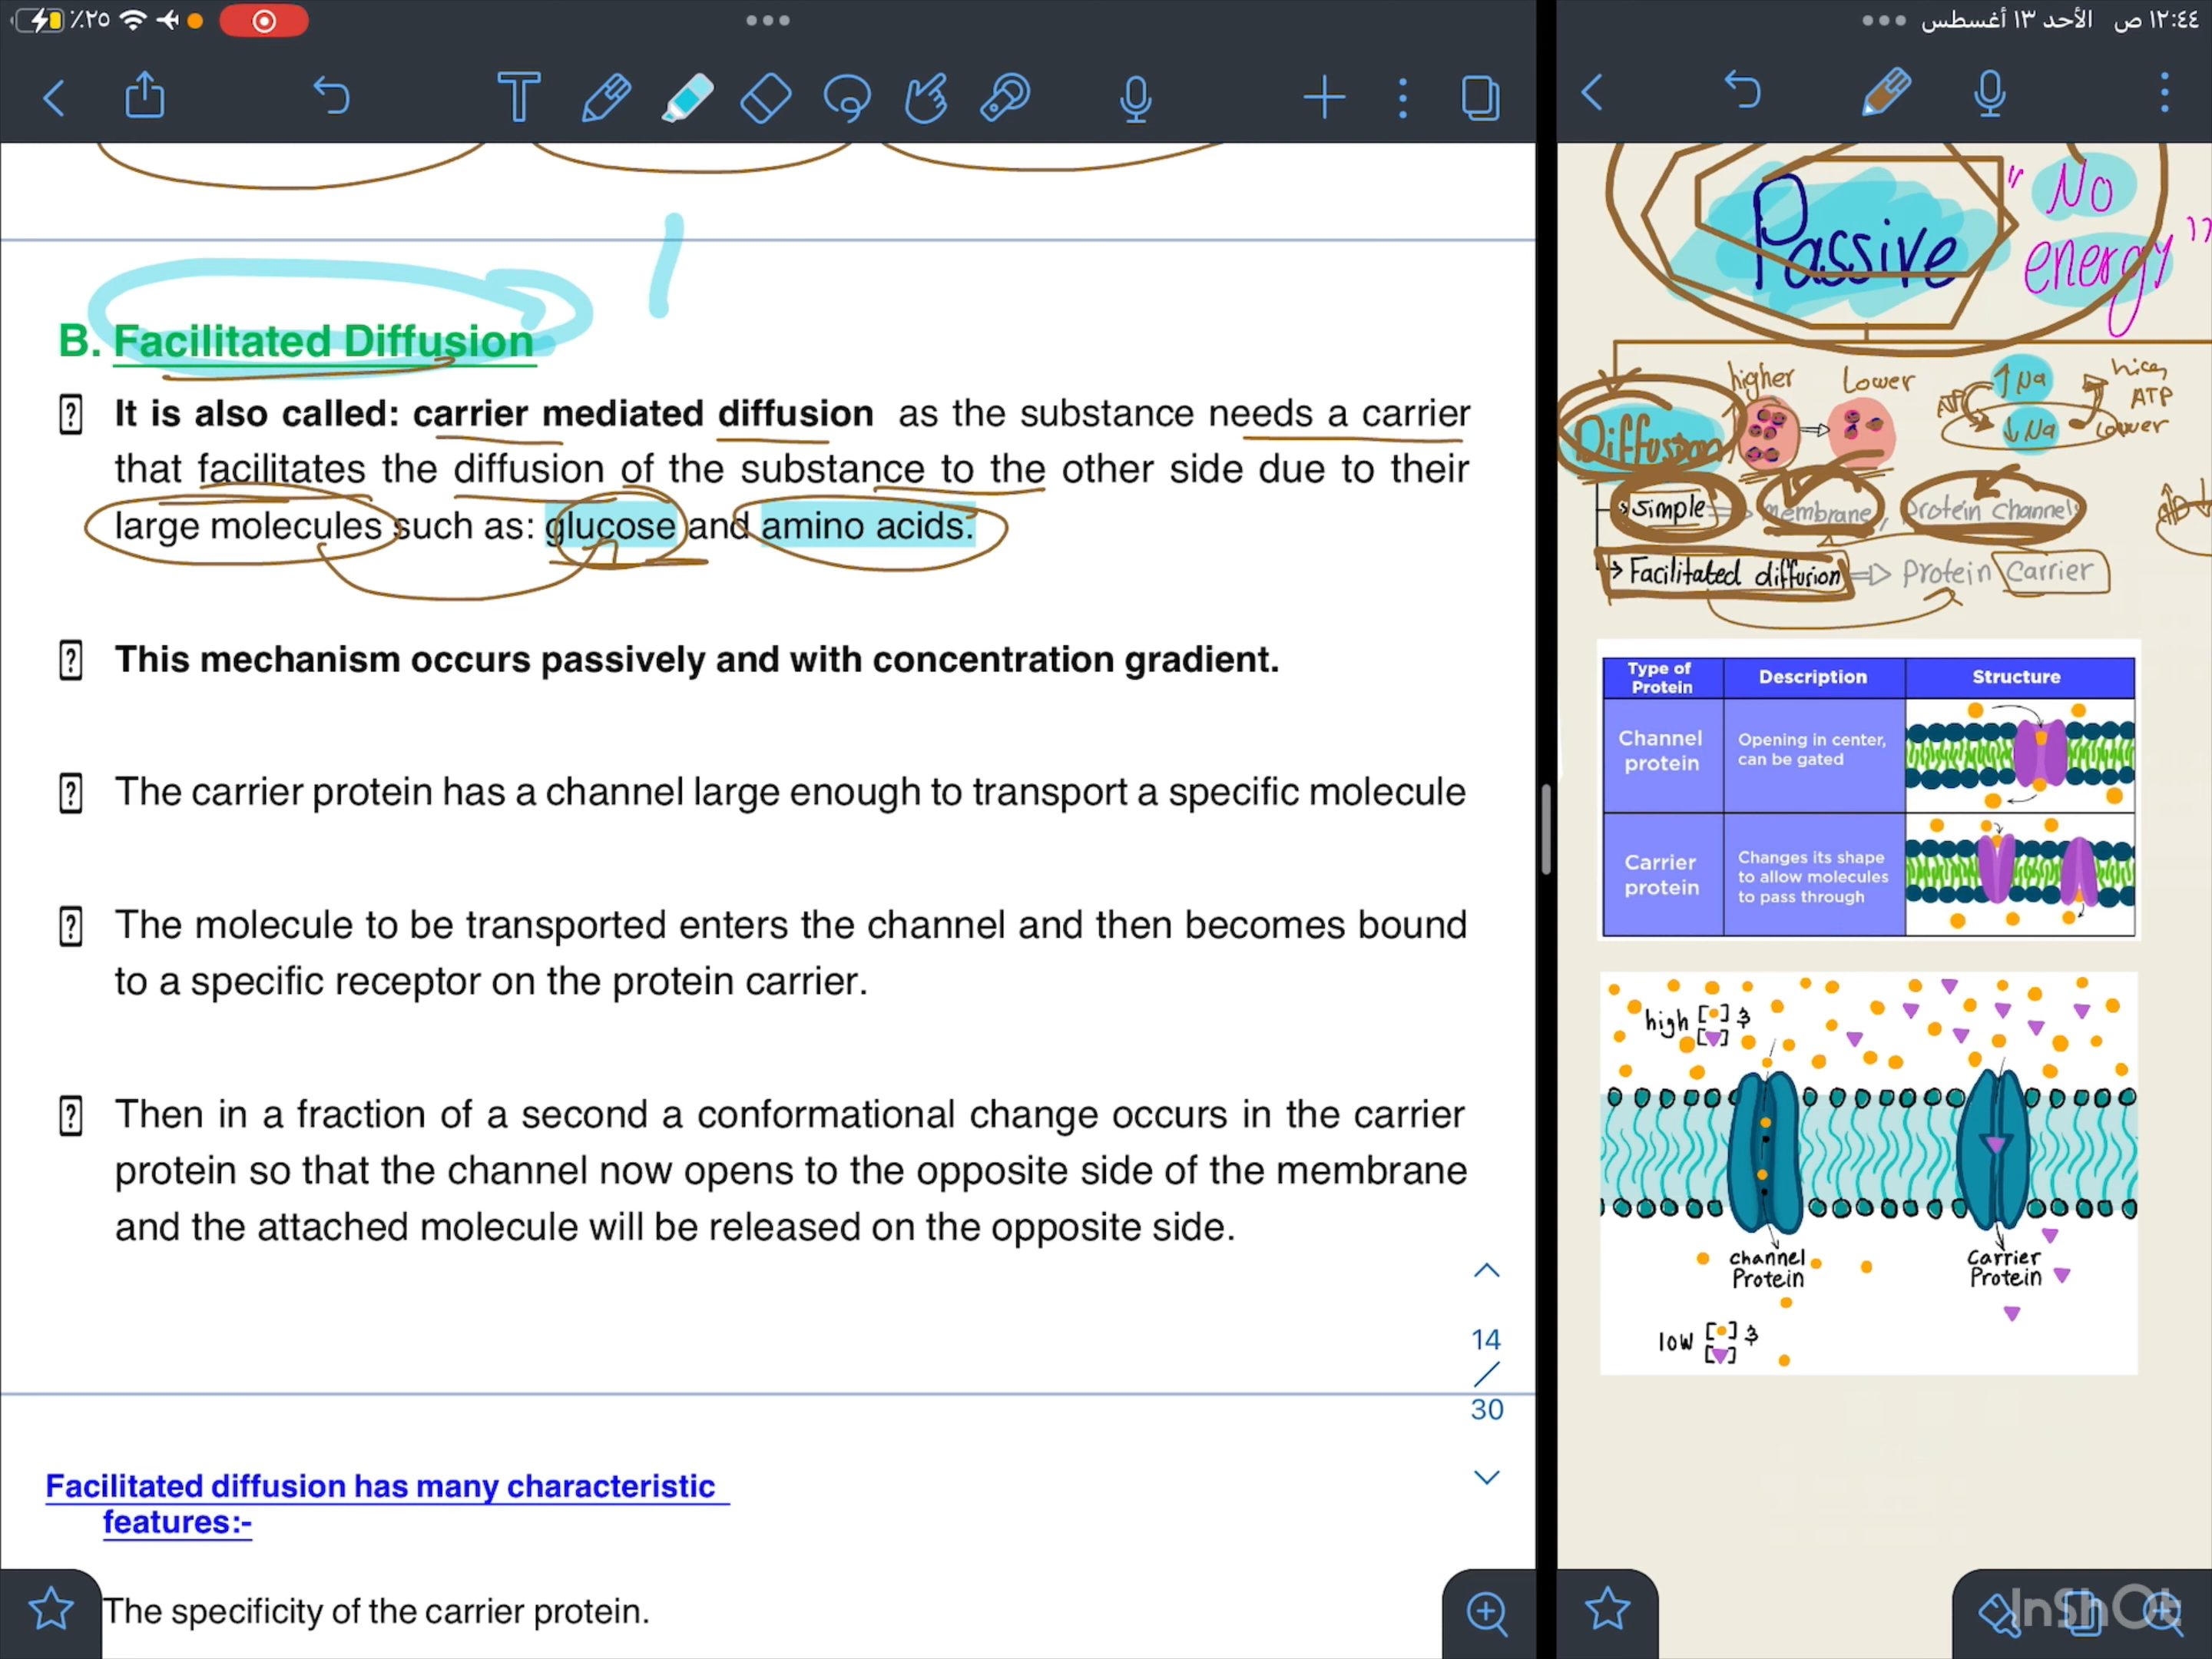 ٪٢٥
١٢:٤٤ ص الأحد ١٣ أغسطس
B. Facilitated Diffusion
It is also called: carrier mediated diffusion as the substance needs a carrier
that facilitates the diffusion of the substance to the other side due to their
large molecules such as: glucose and amino acids.
This mechanism occurs passively and with concentration gradient.
The carrier protein has a channel large enough to transport a specific molecule
The molecule to be transported enters the channel and then becomes bound
to a specific receptor on the protein carrier.
Then in a fraction of a second a conformational change occurs in the carrier
protein so that the channel now opens to the opposite side of the membrane
and the attached molecule will be released on the opposite side.
14
/
30
Facilitated diffusion has many characteristic
features:-
The specificity of the carrier protein.
Passive
"No
energy"
higher
Lower
↑Na
↓Na
ATP
Lower
Diffusion
simple ⇒ membrane, Protein Channel
→ Facilitated diffusion ⇒ Protein Carrier
Type of
Protein
Description
Structure
Channel
protein
Opening in center,
can be gated
Carrier
protein
Changes its shape
to allow molecules
to pass through
high
channel
Protein
Carrier
Protein
low
InShOt